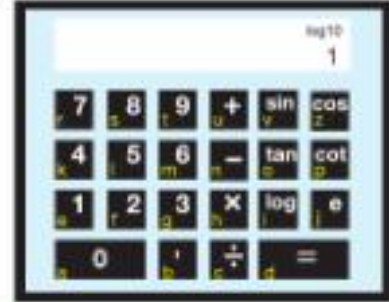 log10
1
r 7 s 8 t 9 u + v sin z cos
k 4 l 5 m 6 n − o tan p cot
e 1 f 2 g 3 h × i log j e
a 0 b ' c ÷ d =